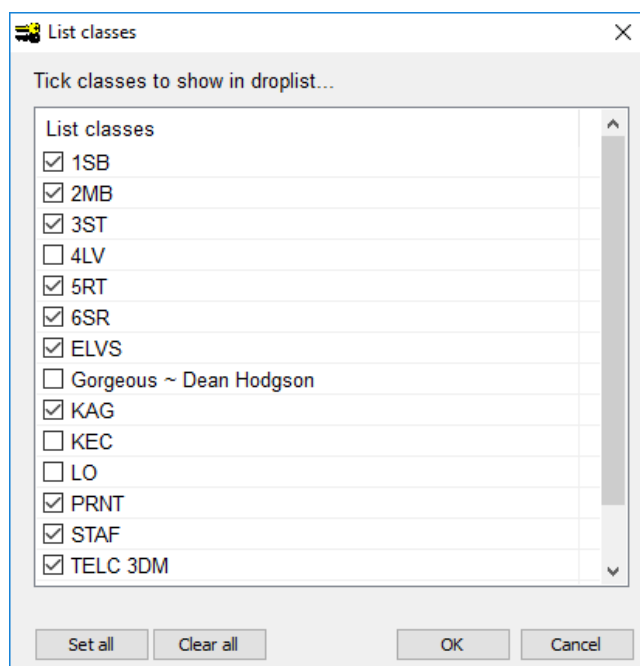 List classes
Tick classes to show in droplist...
List classes
1SB
2MB
3ST
4LV
5RT
6SR
ELVS
Gorgeous ~ Dean Hodgson
KAG
KEC
LO
PRNT
STAF
TELC 3DM
Set all Clear all OK Cancel